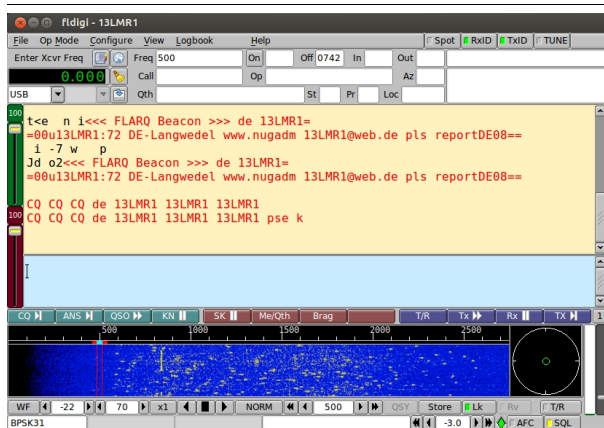 fldigi - 13LMR1
File Op Mode Configure View Logbook Help Spot RxID TxID TUNE
Enter Xcvr Freq Freq 500 On Off 0742 In Out
0.000 Call Op Az
USB Qth St Pr Loc
100
t<e n i<<< FLARQ Beacon >>> de 13LMR1=
=00u13LMR1:72 DE-Langwedel www.nugadm 13LMR1@web.de pls reportDE08==
i -7 w p
Jd o2<<< FLARQ Beacon >>> de 13LMR1=
=00u13LMR1:72 DE-Langwedel www.nugadm 13LMR1@web.de pls reportDE08==
CQ CQ CQ de 13LMR1 13LMR1 13LMR1
100
CQ CQ CQ de 13LMR1 13LMR1 13LMR1 pse k
CQ ANS QSO KN SK Me/Qth Brag T/R Tx Rx TX 1
500 1000 1500 2000 2500
WF -22 70 x1 NORM 500 QSY Store Lk Rv T/R
BPSK31 -3.0 AFC SQL